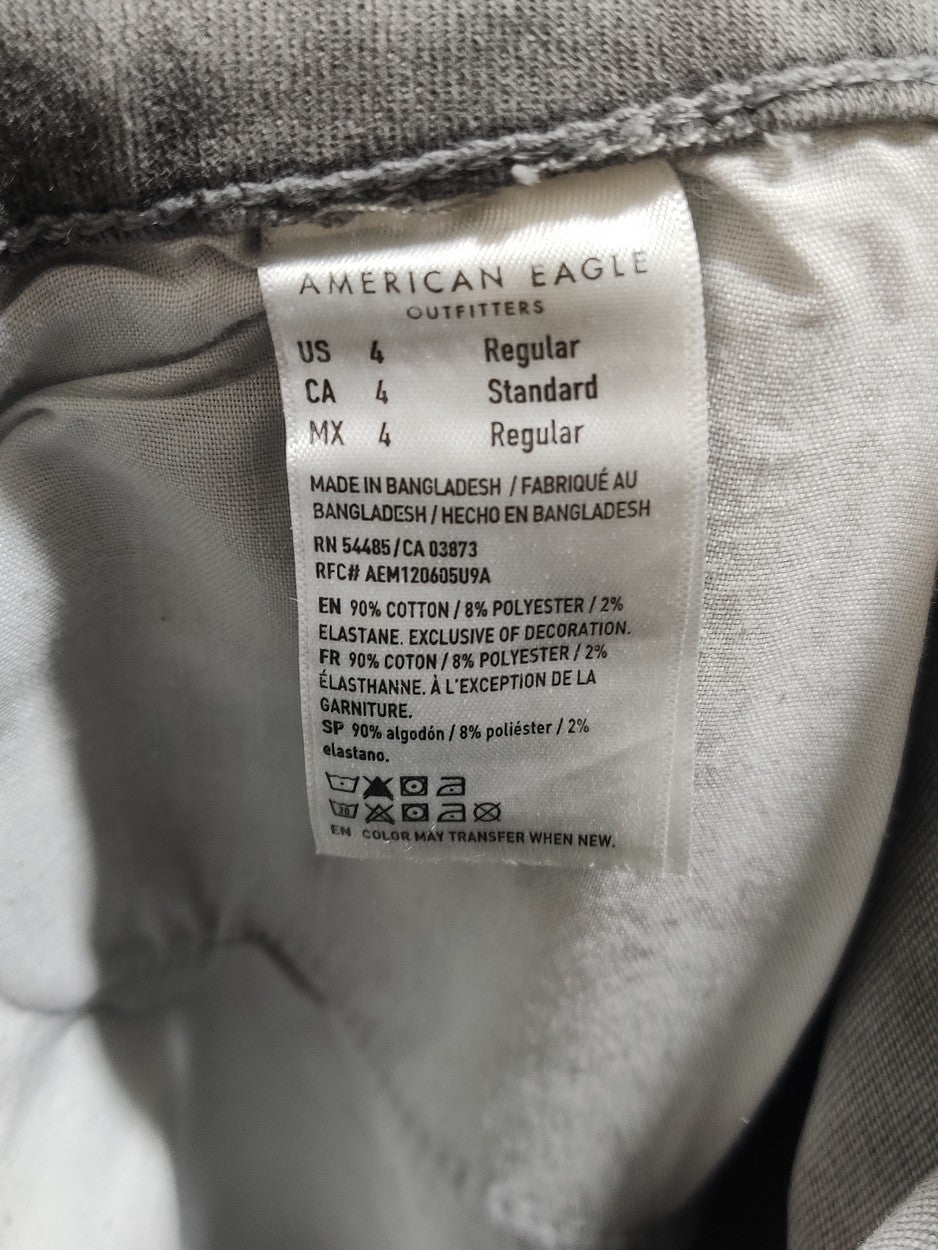 AMERICAN EAGLE
OUTFITTERS
US 4 Regular
CA 4 Standard
MX 4 Regular
MADE IN BANGLADESH / FABRIQUÉ AU
BANGLADESH / HECHO EN BANGLADESH
RN 54485/CA 03873
RFC# AEM120605U9A
EN 90% COTTON / 8% POLYESTER / 2%
ELASTANE. EXCLUSIVE OF DECORATION.
FR 90% COTON / 8% POLYESTER / 2%
ÉLASTHANNE. À L'EXCEPTION DE LA
GARNITURE.
SP 90% algodón / 8% poliéster / 2%
elastano.
30
EN COLOR MAY TRANSFER WHEN NEW.